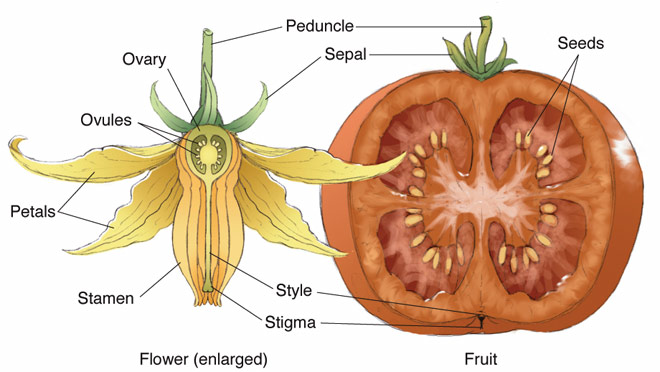 Peduncle
Seeds
Ovary
Sepal
Ovules
Petals
Stamen
Style
Stigma
Flower (enlarged)
Fruit